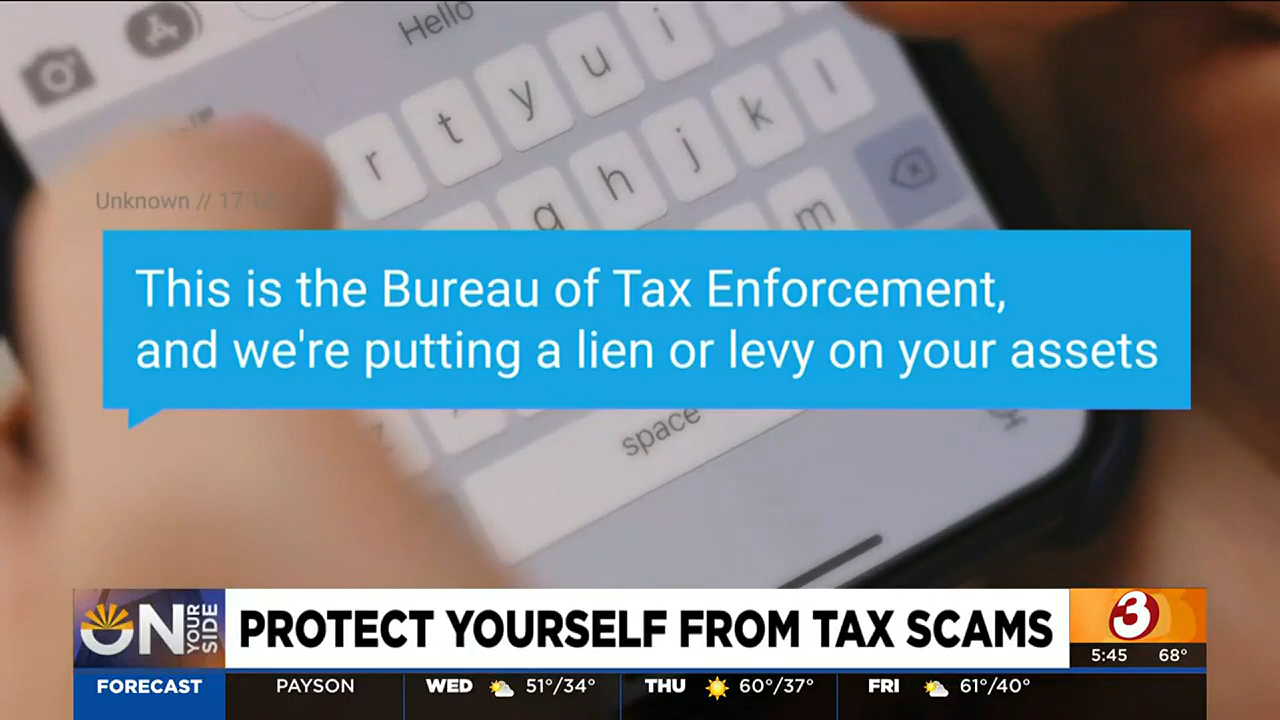 Hello
r t y u i
g h j k l
m
Unknown // 17:12
This is the Bureau of Tax Enforcement,
and we're putting a lien or levy on your assets
space
ON YOUR SIDE
PROTECT YOURSELF FROM TAX SCAMS
3
5:45 68°
FORECAST PAYSON WED 51°/34° THU 60°/37° FRI 61°/40°